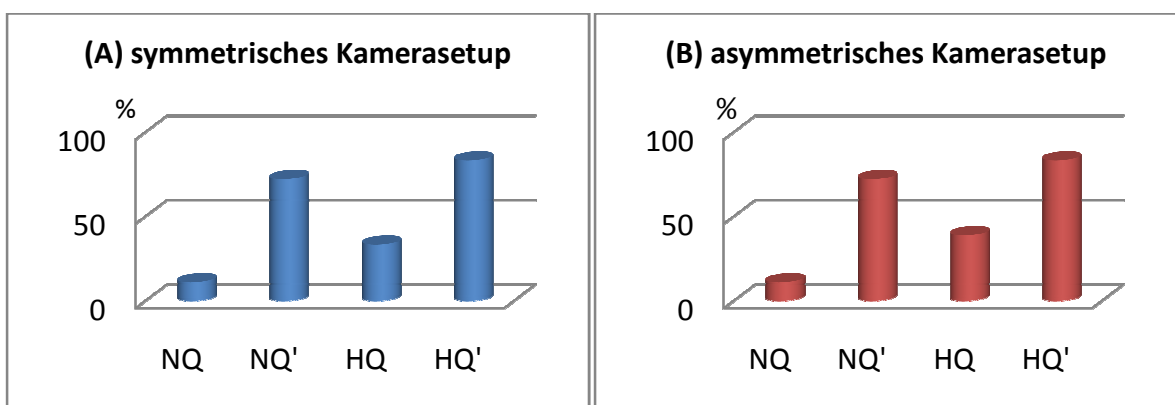 (A) symmetrisches Kamerasetup
%
100
50
0
NQ NQ' HQ HQ'
(B) asymmetrisches Kamerasetup
%
100
50
0
NQ NQ' HQ HQ'